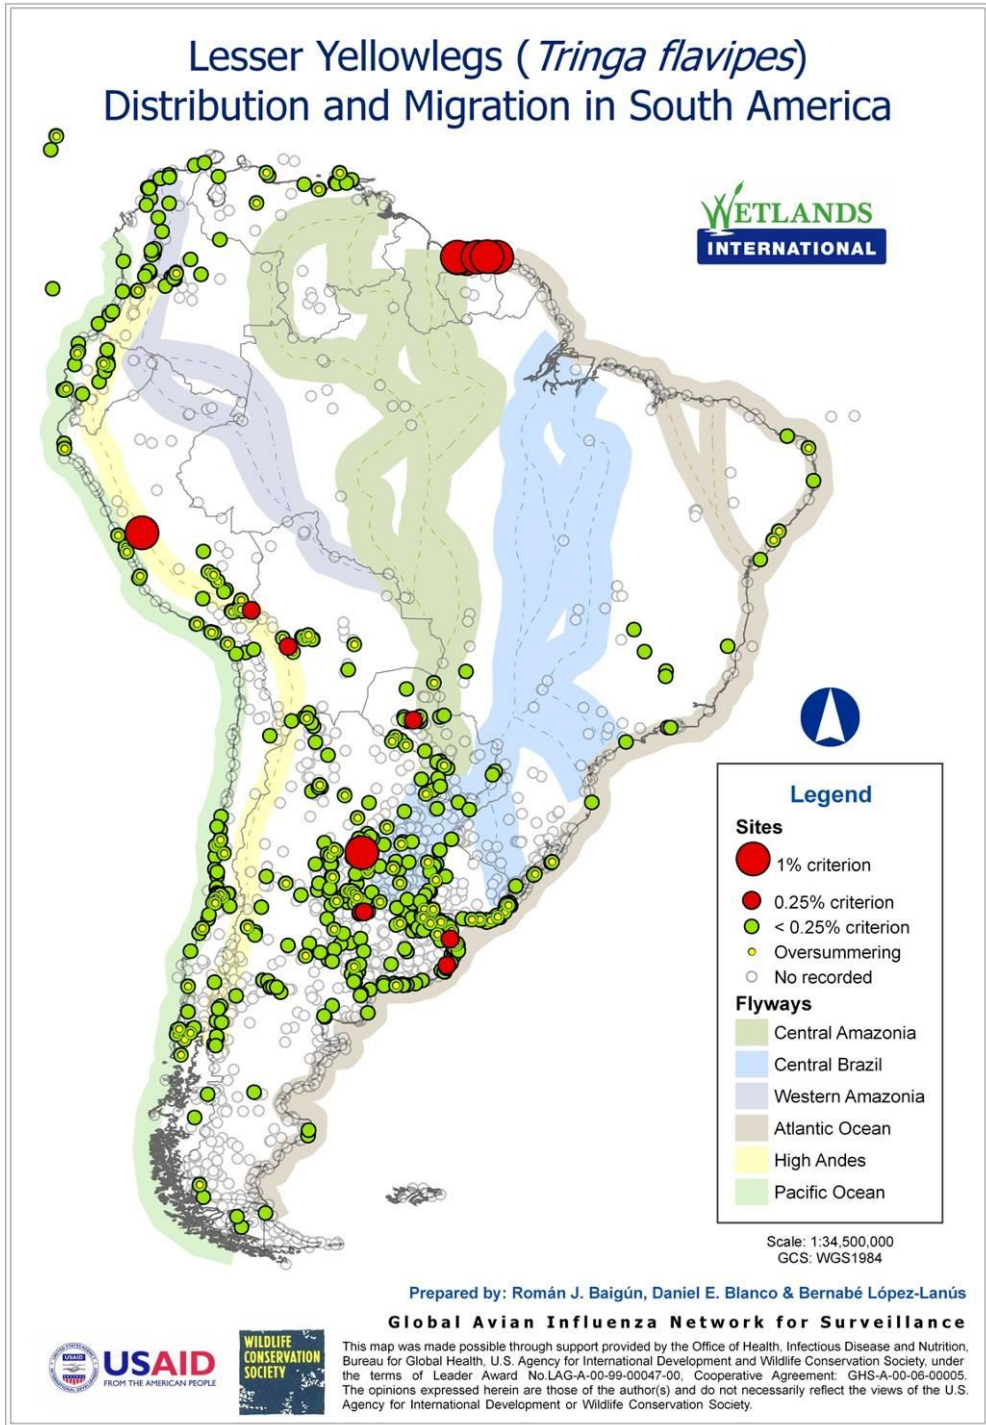 Lesser Yellowlegs (Tringa flavipes)
Distribution and Migration in South America
WETLANDS
INTERNATIONAL
Legend
Sites
1% criterion
0.25% criterion
< 0.25% criterion
Oversummering
No recorded
Flyways
Central Amazonia
Central Brazil
Western Amazonia
Atlantic Ocean
High Andes
Pacific Ocean
Scale: 1:34,500,000
GCS: WGS1984
Prepared by: Román J. Baigún, Daniel E. Blanco & Bernabé López-Lanús
Global Avian Influenza Network for Surveillance
USAID
USAID
FROM THE AMERICAN PEOPLE
WILDLIFE
CONSERVATION
SOCIETY
This map was made possible through support provided by the Office of Health, Infectious Disease and Nutrition,
Bureau for Global Health, U.S. Agency for International Development and Wildlife Conservation Society, under
the terms of Leader Award No.LAG-A-00-99-00047-00, Cooperative Agreement: GHS-A-00-06-00005.
The opinions expressed herein are those of the author(s) and do not necessarily reflect the views of the U.S.
Agency for International Development or Wildlife Conservation Society.